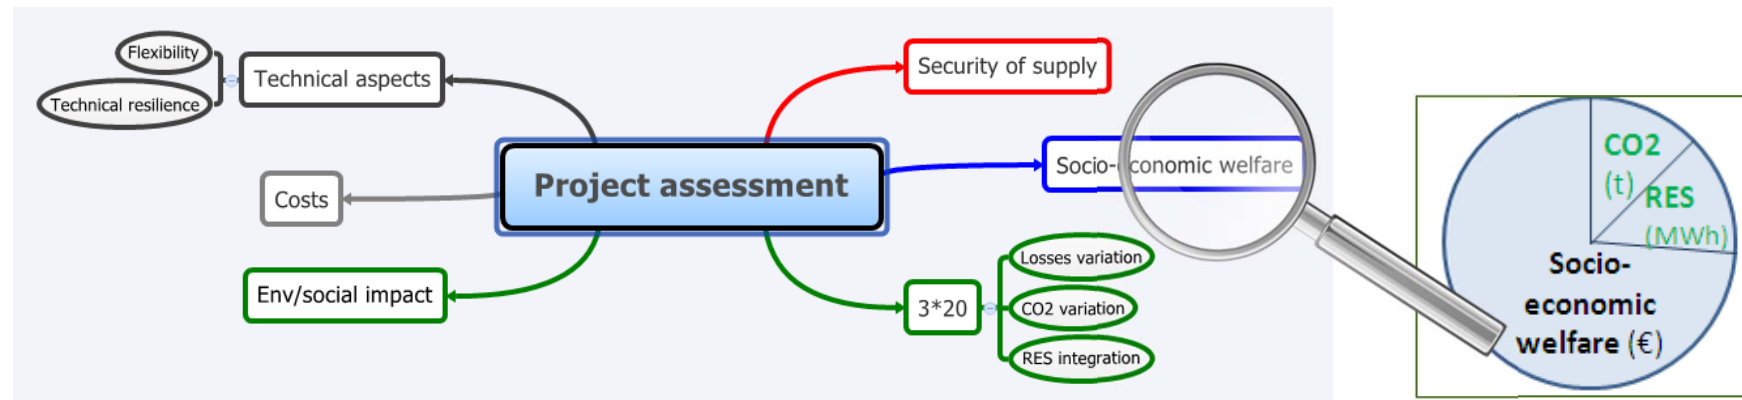 Flexibility
Technical resilience
Technical aspects
Costs
Env/social impact
Project assessment
Security of supply
Socio-economic welfare
3*20
Losses variation
CO2 variation
RES integration
CO2
(t)
RES
(MWh)
Socio-
economic
welfare (€)